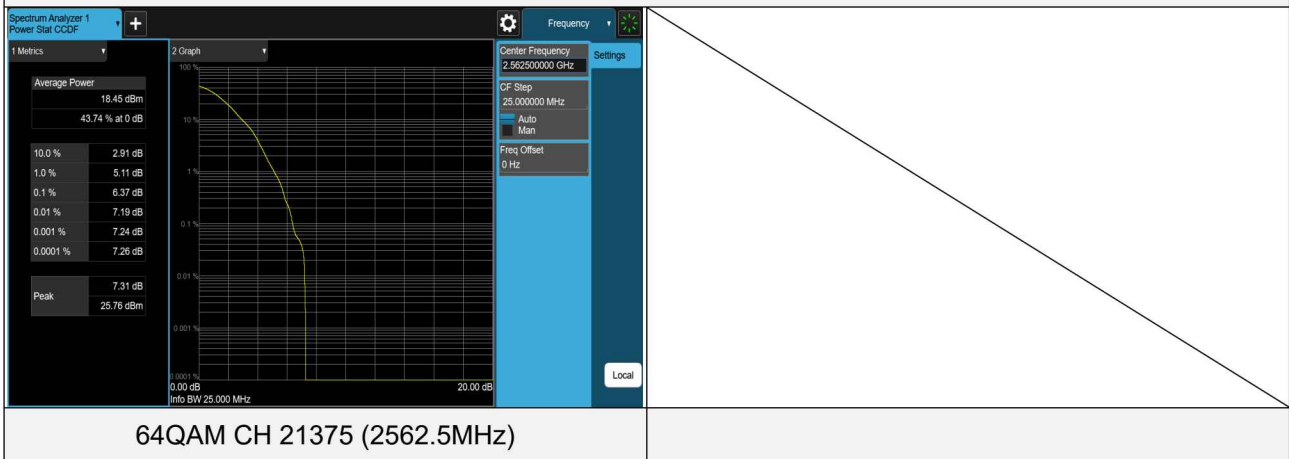 Spectrum Analyzer 1
Power Stat CCDF
+
Frequency
1 Metrics
2 Graph
Center Frequency
2.562500000 GHz
Settings
CF Step
25.000000 MHz
Auto
Man
Freq Offset
0 Hz
Average Power
18.45 dBm
43.74 % at 0 dB
10.0 % 2.91 dB
1.0 % 5.11 dB
0.1 % 6.37 dB
0.01 % 7.19 dB
0.001 % 7.24 dB
0.0001 % 7.26 dB
Peak
7.31 dB
25.76 dBm
100 %
10 %
1 %
0.1 %
0.01 %
0.001 %
0.0001 %
0.00 dB 20.00 dB
Info BW 25.000 MHz
Local
64QAM CH 21375 (2562.5MHz)